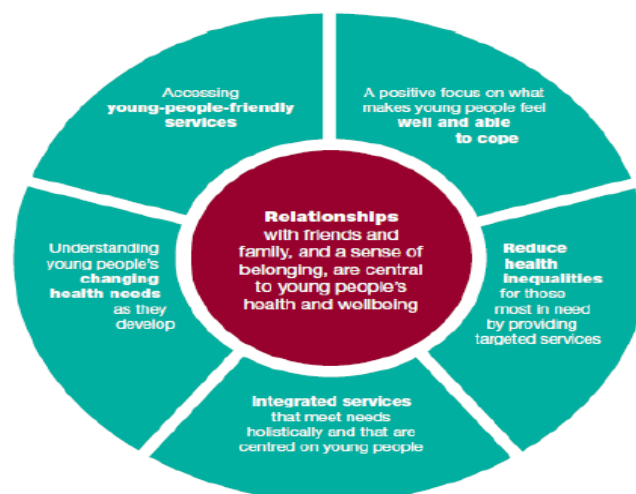 Accessing
young-people-friendly
services
A positive focus on what
makes young people feel
well and able
to cope
Relationships
with friends and
family, and a sense of
belonging, are central
to young people's
health and wellbeing
Understanding
young people's
changing
health needs
as they
develop
Reduce
health
inequalities
for those
most in need
by providing
targeted services
Integrated services
that meet needs
holistically and that are
centred on young people